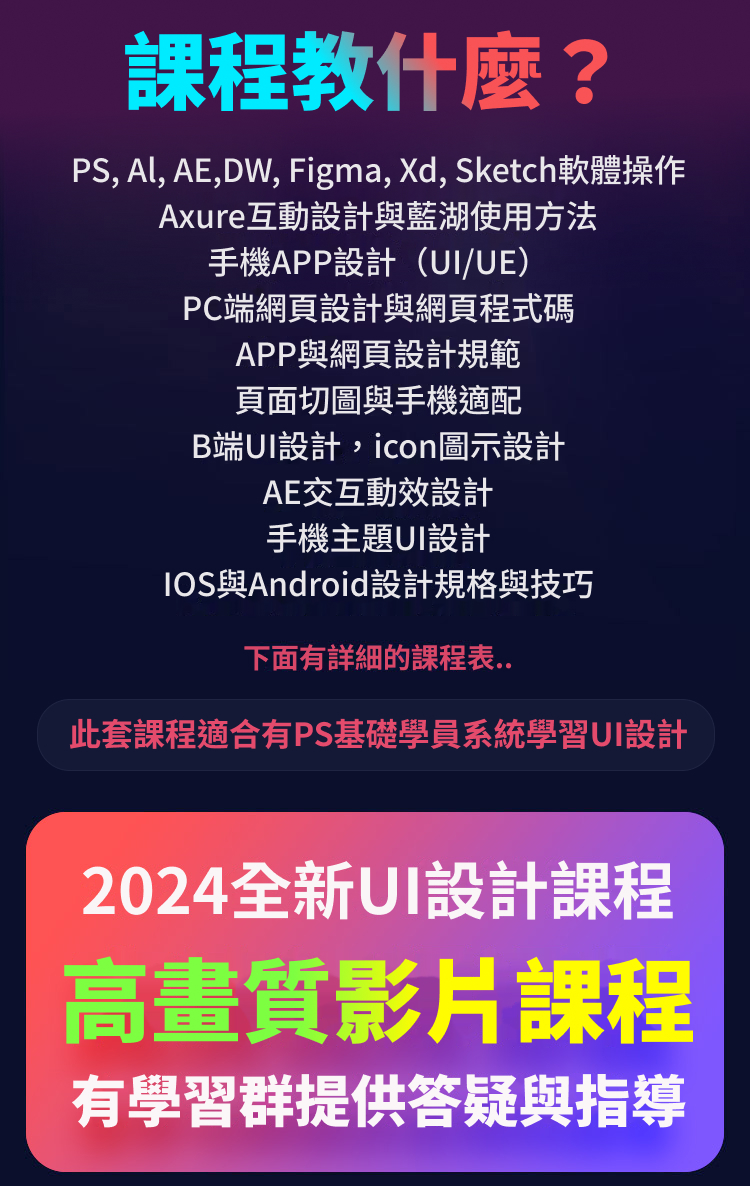 課程教什麼？
PS, Al, AE,DW, Figma, Xd, Sketch軟體操作
Axure互動設計與藍湖使用方法
手機APP設計（UI/UE）
PC端網頁設計與網頁程式碼
APP與網頁設計規範
頁面切圖與手機適配
B端UI設計，icon圖示設計
AE交互動效設計
手機主題UI設計
IOS與Android設計規格與技巧
下面有詳細的課程表..
此套課程適合有PS基礎學員系統學習UI設計
2024全新UI設計課程
高畫質影片課程
有學習群提供答疑與指導